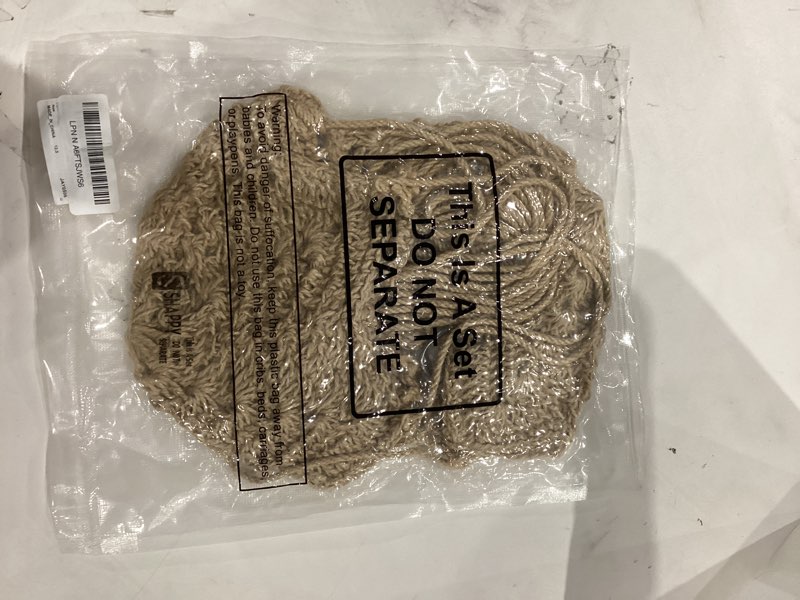 This Is A Set
DO NOT
SEPARATE
Warning
To avoid danger of suffocation, keep this plastic bag away from
babies and children. Do not use this bag in cribs, beds, carriages,
or playpens. This bag is not a toy.
LPN N A6FTSJWS6